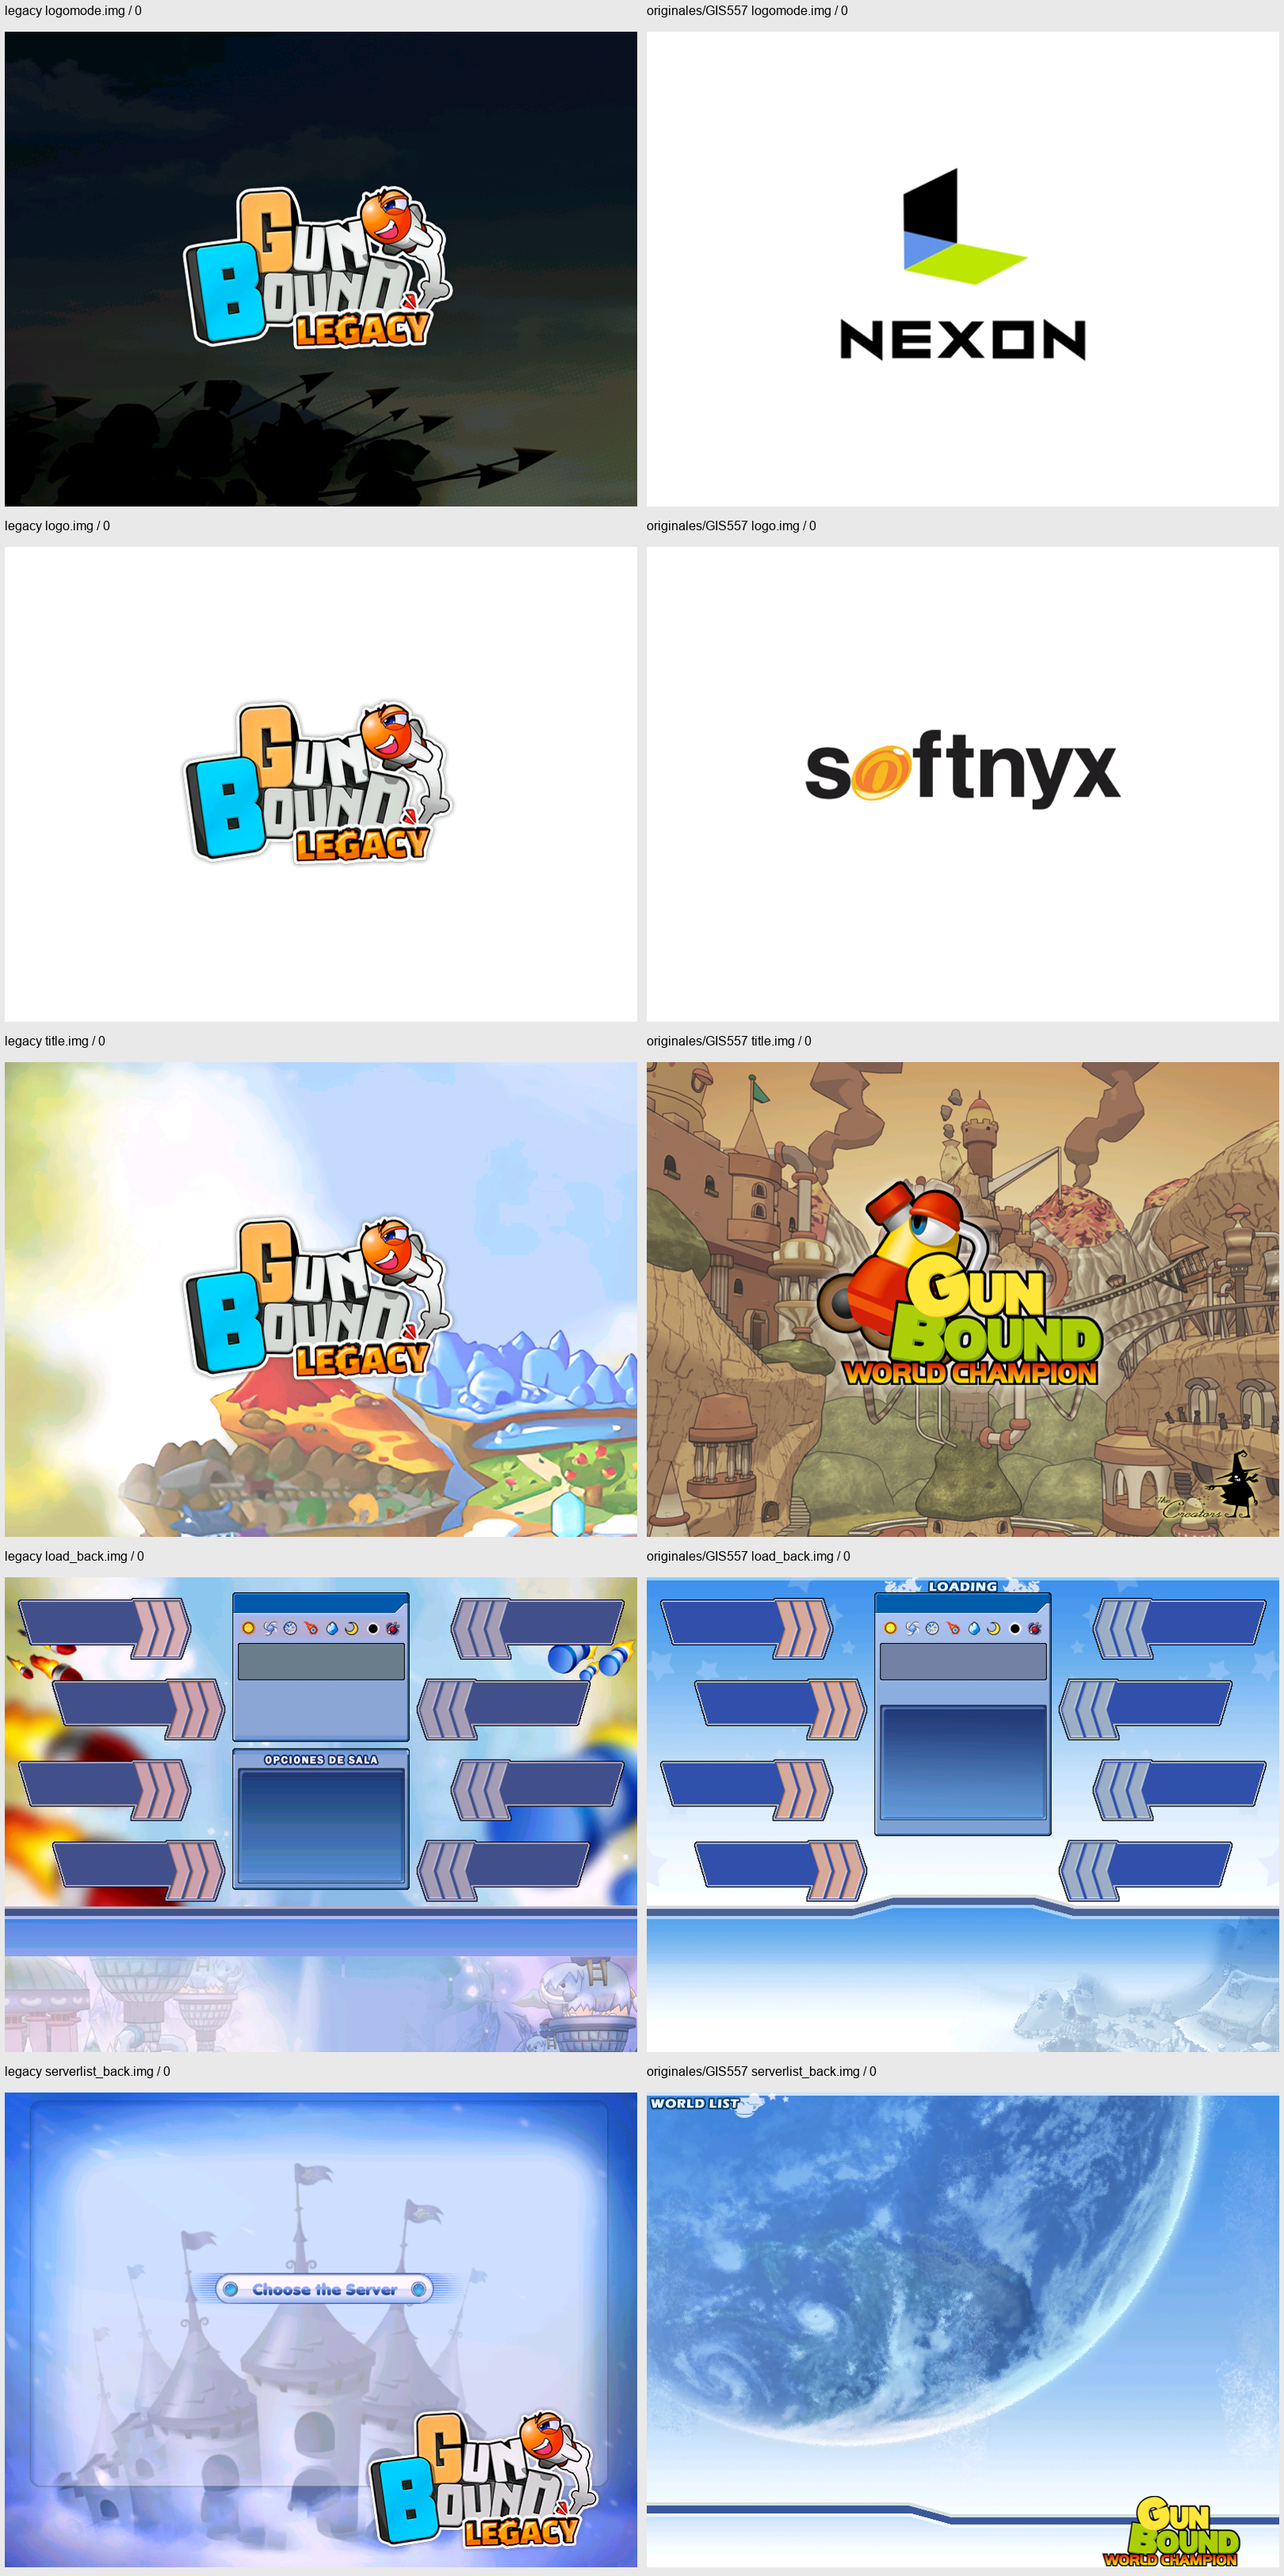 legacy logomode.img / 0
originales/GIS557 logomode.img / 0
GUN
BOUND
LEGACY
NEXON
legacy logo.img / 0
originales/GIS557 logo.img / 0
GUN
BOUND
LEGACY
softnyx
legacy title.img / 0
originales/GIS557 title.img / 0
GUN
BOUND
LEGACY
GUN
BOUND
WORLD CHAMPION
The Creators
legacy load_back.img / 0
originales/GIS557 load_back.img / 0
LOADING
OPCIONES DE SALA
legacy serverlist_back.img / 0
originales/GIS557 serverlist_back.img / 0
WORLD LIST
Choose the Server
GUN
BOUND
LEGACY
GUN
BOUND
WORLD CHAMPION